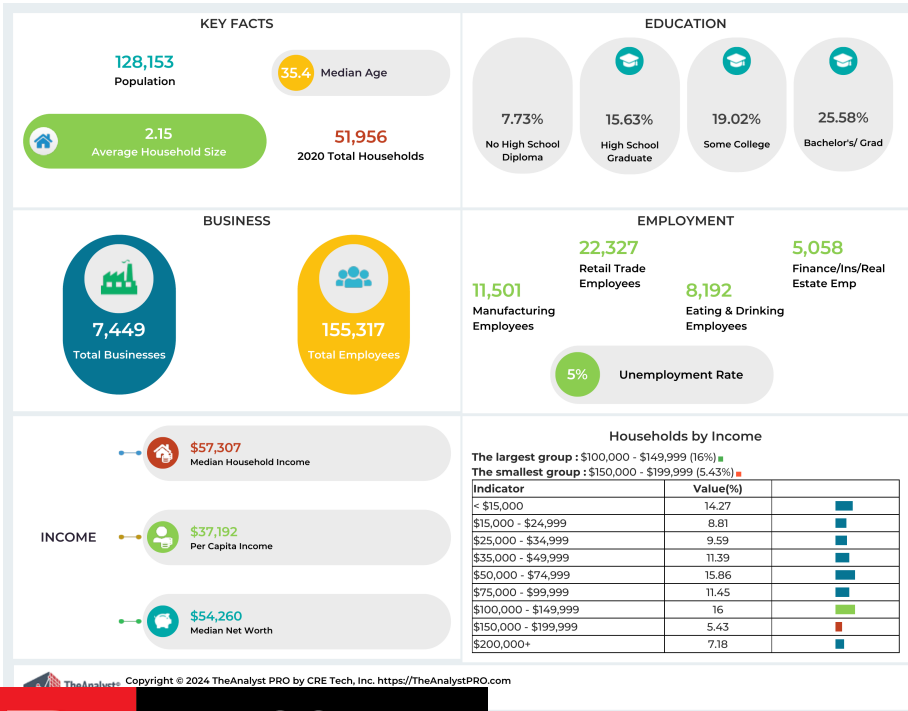 KEY FACTS
128,153
Population
35.4 Median Age
2.15
Average Household Size
51,956
2020 Total Households
EDUCATION
7.73%
No High School
Diploma
15.63%
High School
Graduate
19.02%
Some College
25.58%
Bachelor's/ Grad
BUSINESS
7,449
Total Businesses
155,317
Total Employees
EMPLOYMENT
11,501
Manufacturing
Employees
22,327
Retail Trade
Employees
8,192
Eating & Drinking
Employees
5,058
Finance/Ins/Real
Estate Emp
5% Unemployment Rate
INCOME
$57,307
Median Household Income
$37,192
Per Capita Income
$54,260
Median Net Worth
Households by Income
The largest group : $100,000 - $149,999 (16%)
The smallest group : $150,000 - $199,999 (5.43%)
Indicator Value(%)
< $15,000 14.27
$15,000 - $24,999 8.81
$25,000 - $34,999 9.59
$35,000 - $49,999 11.39
$50,000 - $74,999 15.86
$75,000 - $99,999 11.45
$100,000 - $149,999 16
$150,000 - $199,999 5.43
$200,000+ 7.18
TheAnalyst® Copyright © 2024 TheAnalyst PRO by CRE Tech, Inc. https://TheAnalystPRO.com